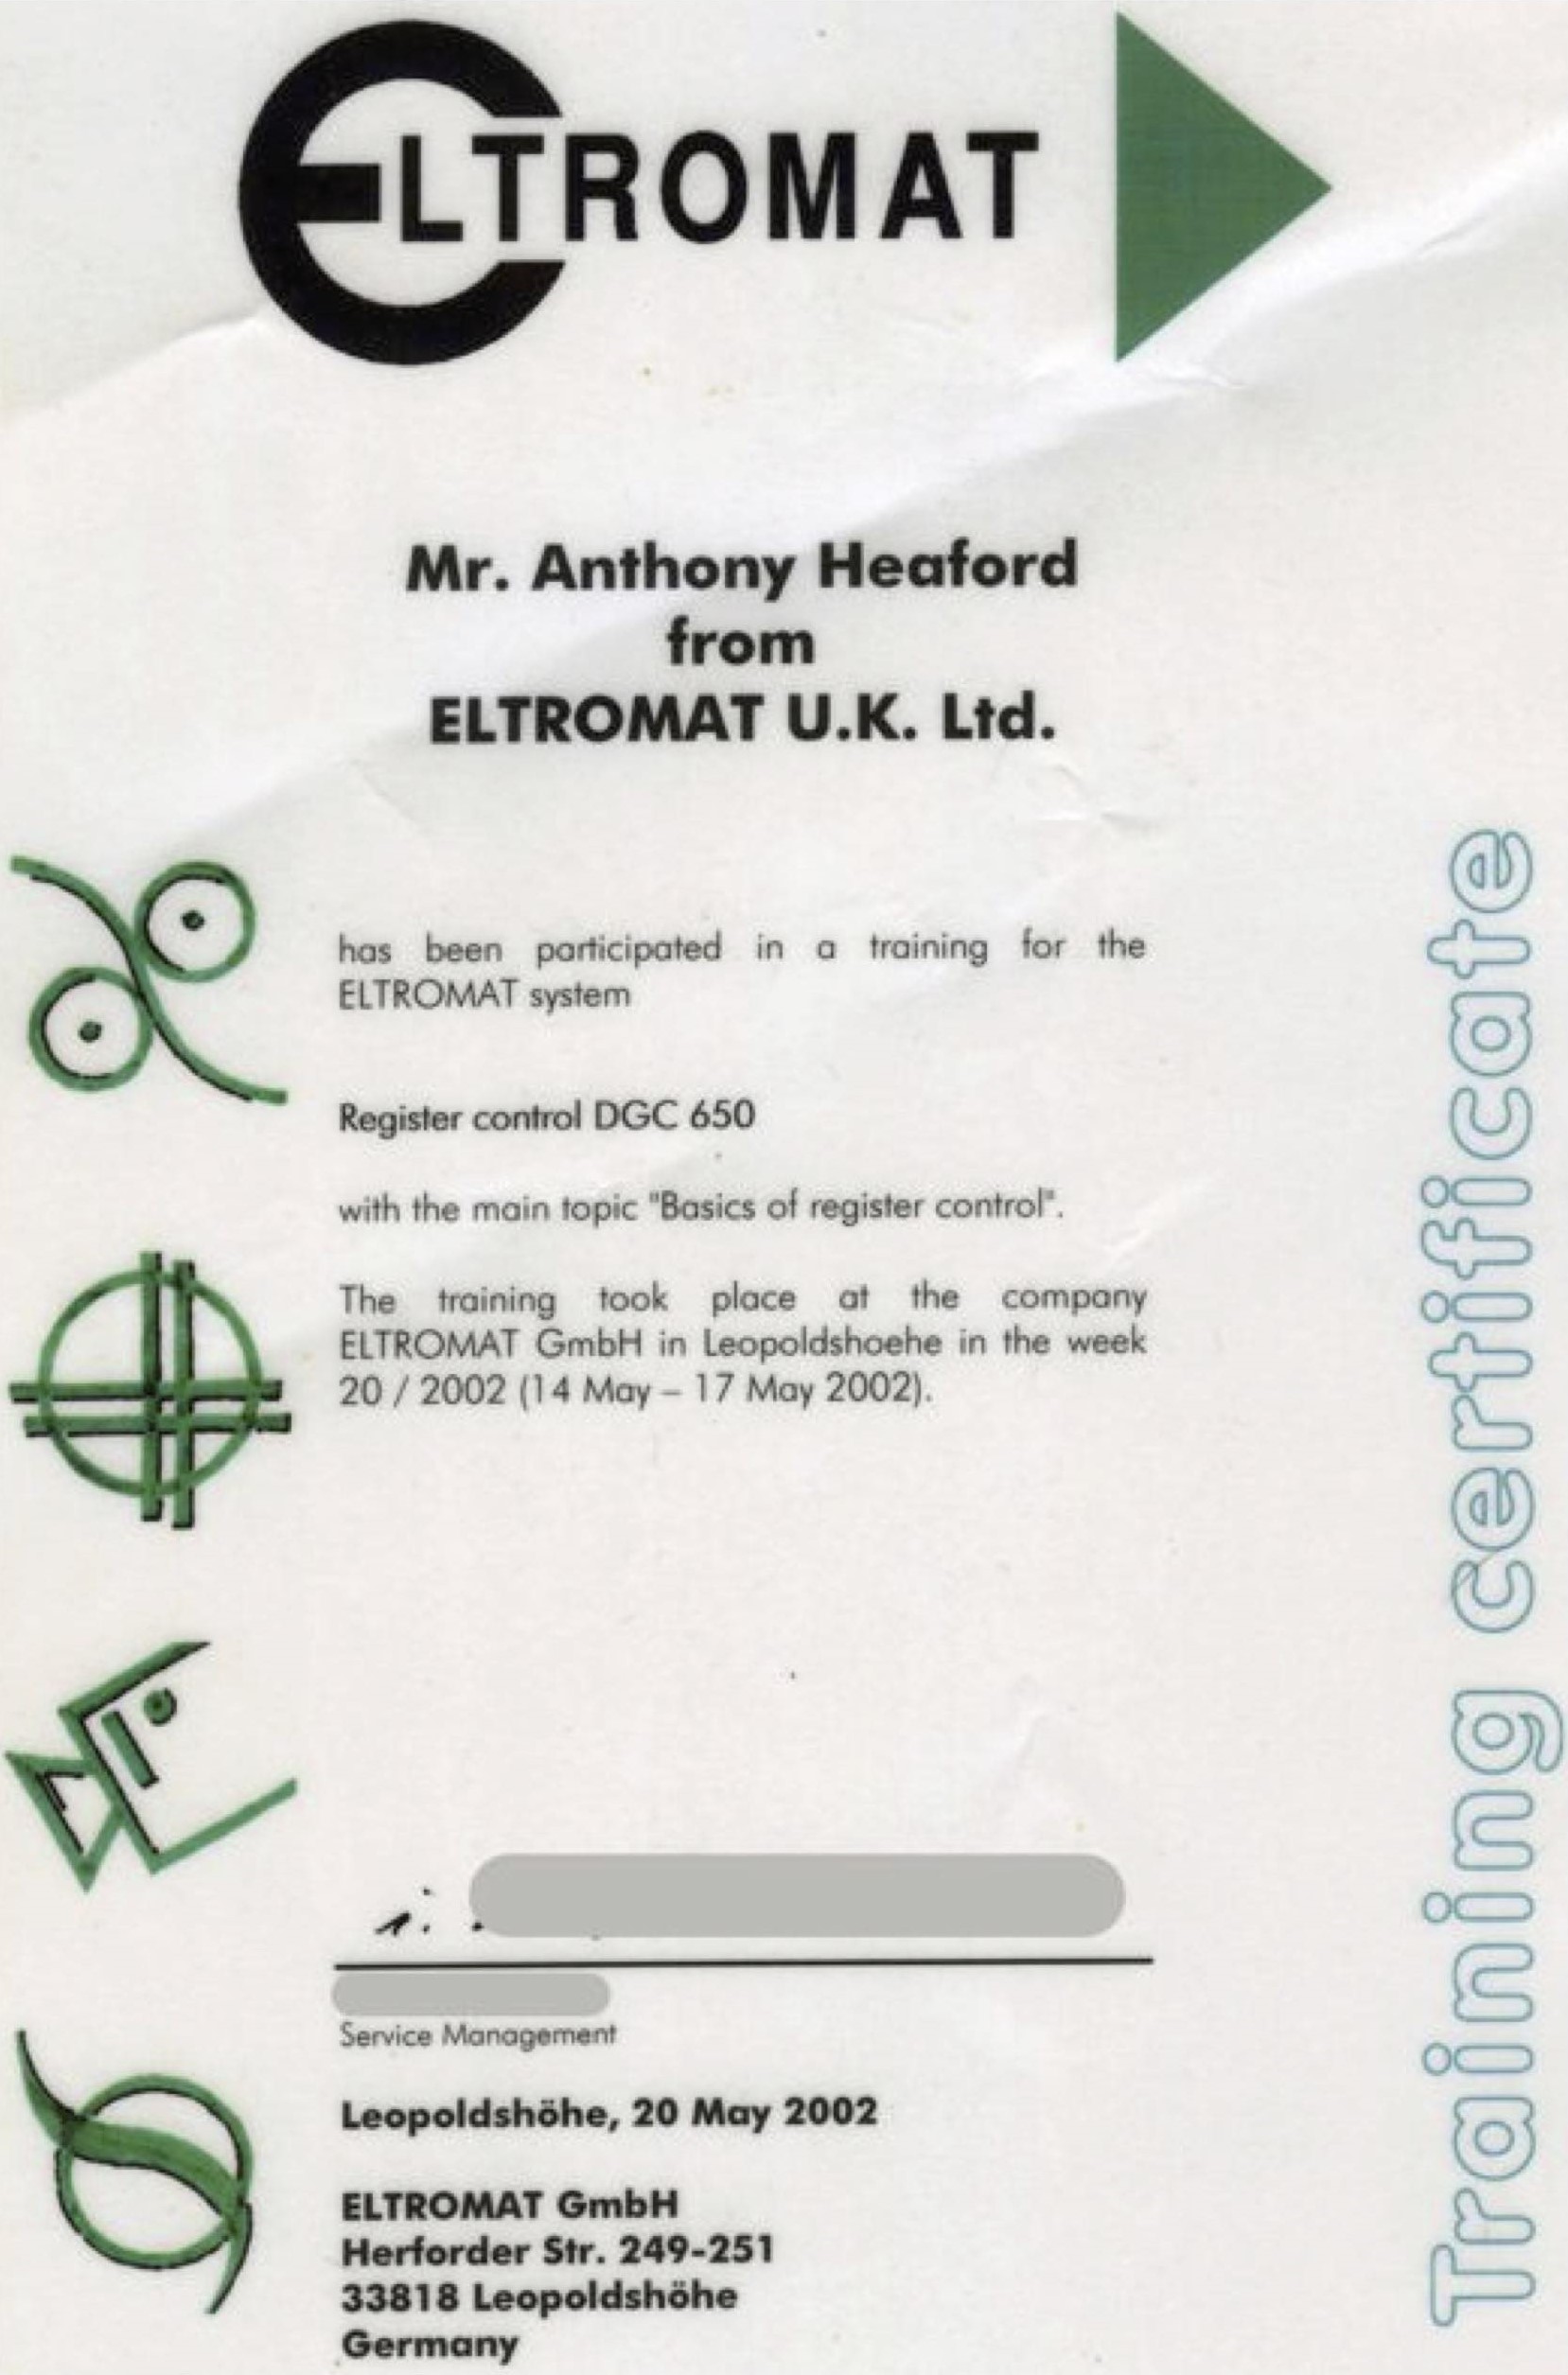 ELTROMAT
Mr. Anthony Heaford
from
ELTROMAT U.K. Ltd.
has been participated in a training for the
ELTROMAT system
Register control DGC 650
with the main topic "Basics of register control".
The training took place at the company
ELTROMAT GmbH in Leopoldshoehe in the week
20 / 2002 (14 May – 17 May 2002).
i.
Service Management
Leopoldshöhe, 20 May 2002
ELTROMAT GmbH
Herforder Str. 249-251
33818 Leopoldshöhe
Germany
Training certificate